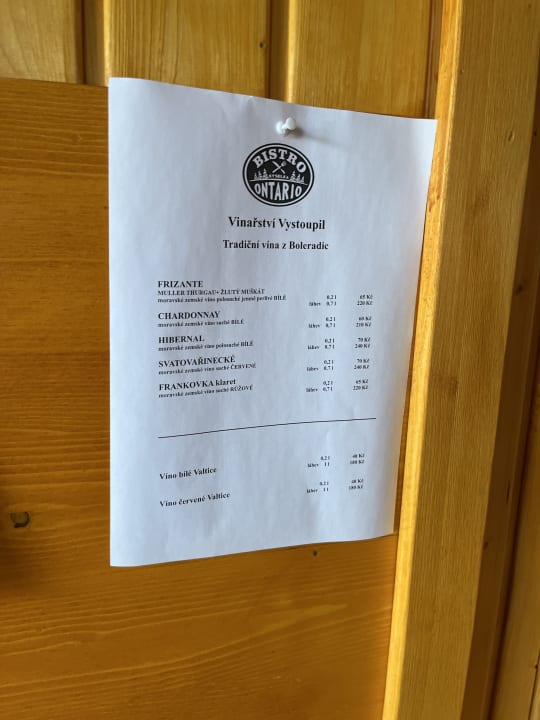 BISTRO
KYSELKA
ONTARIO
Vinařství Vystoupil
Tradiční vína z Boleradic
FRIZANTE
MULLER THURGAU+ ŽLUTÝ MUŠKÁT
moravské zemské víno polosuché jemně perlivé BÍLÉ 0,2 l 65 Kč
láhev 0,7 l 220 Kč
CHARDONNAY
moravské zemské víno suché BÍLÉ 0,2 l 60 Kč
láhev 0,7 l 210 Kč
HIBERNAL
moravské zemské víno polosuché BÍLÉ 0,2 l 70 Kč
láhev 0,7 l 240 Kč
SVATOVAŘINECKÉ
moravské zemské víno suché ČERVENÉ 0,2 l 70 Kč
láhev 0,7 l 240 Kč
FRANKOVKA klaret
moravské zemské víno suché RŮŽOVÉ 0,2 l 65 Kč
láhev 0,7 l 220 Kč
0,2 l 40 Kč
Víno bílé Valtice láhev 1 l 180 Kč
0,2 l 40 Kč
Víno červené Valtice láhev 1 l 180 Kč